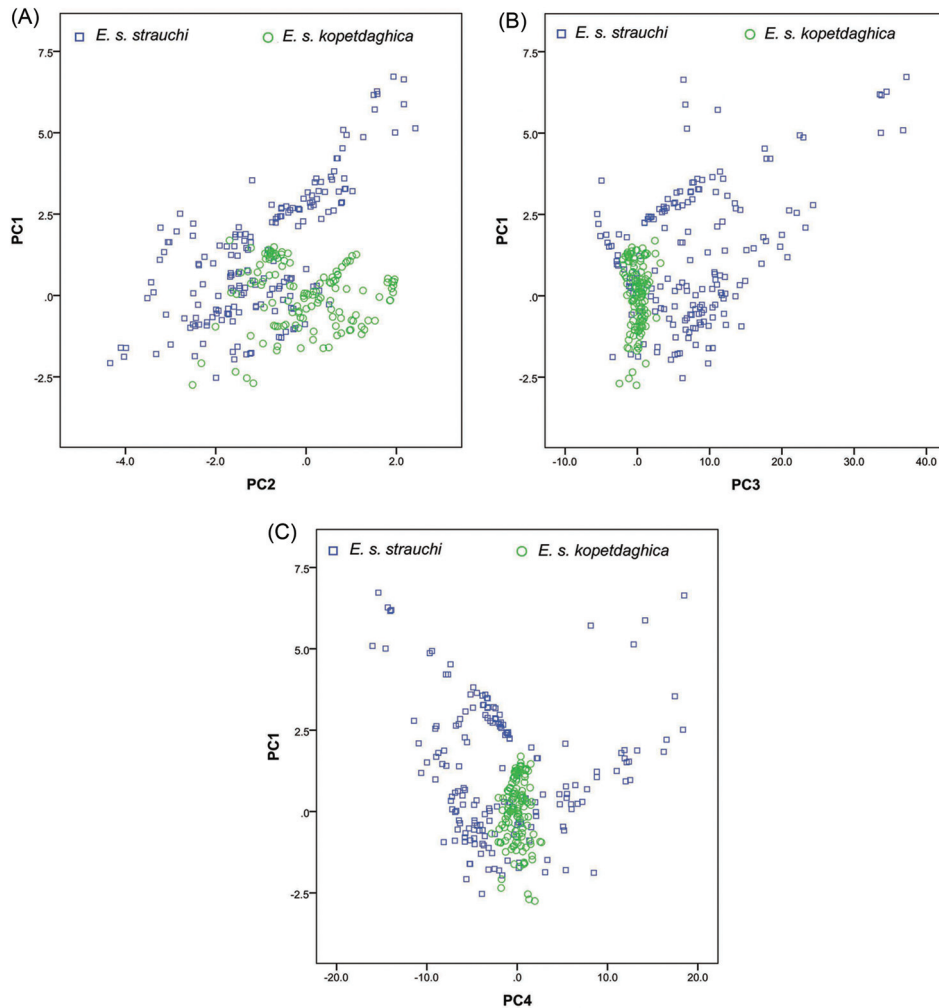 (A)
E. s. strauchi E. s. kopetdaghica
7.5
5.0
2.5
.0
-2.5
PC1
-4.0 -2.0 .0 2.0
PC2
(B)
E. s. strauchi E. s. kopetdaghica
7.5
5.0
2.5
.0
-2.5
PC1
-10.0 .0 10.0 20.0 30.0 40.0
PC3
(C)
E. s. strauchi E. s. kopetdaghica
7.5
5.0
2.5
.0
-2.5
PC1
-20.0 -10.0 .0 10.0 20.0
PC4